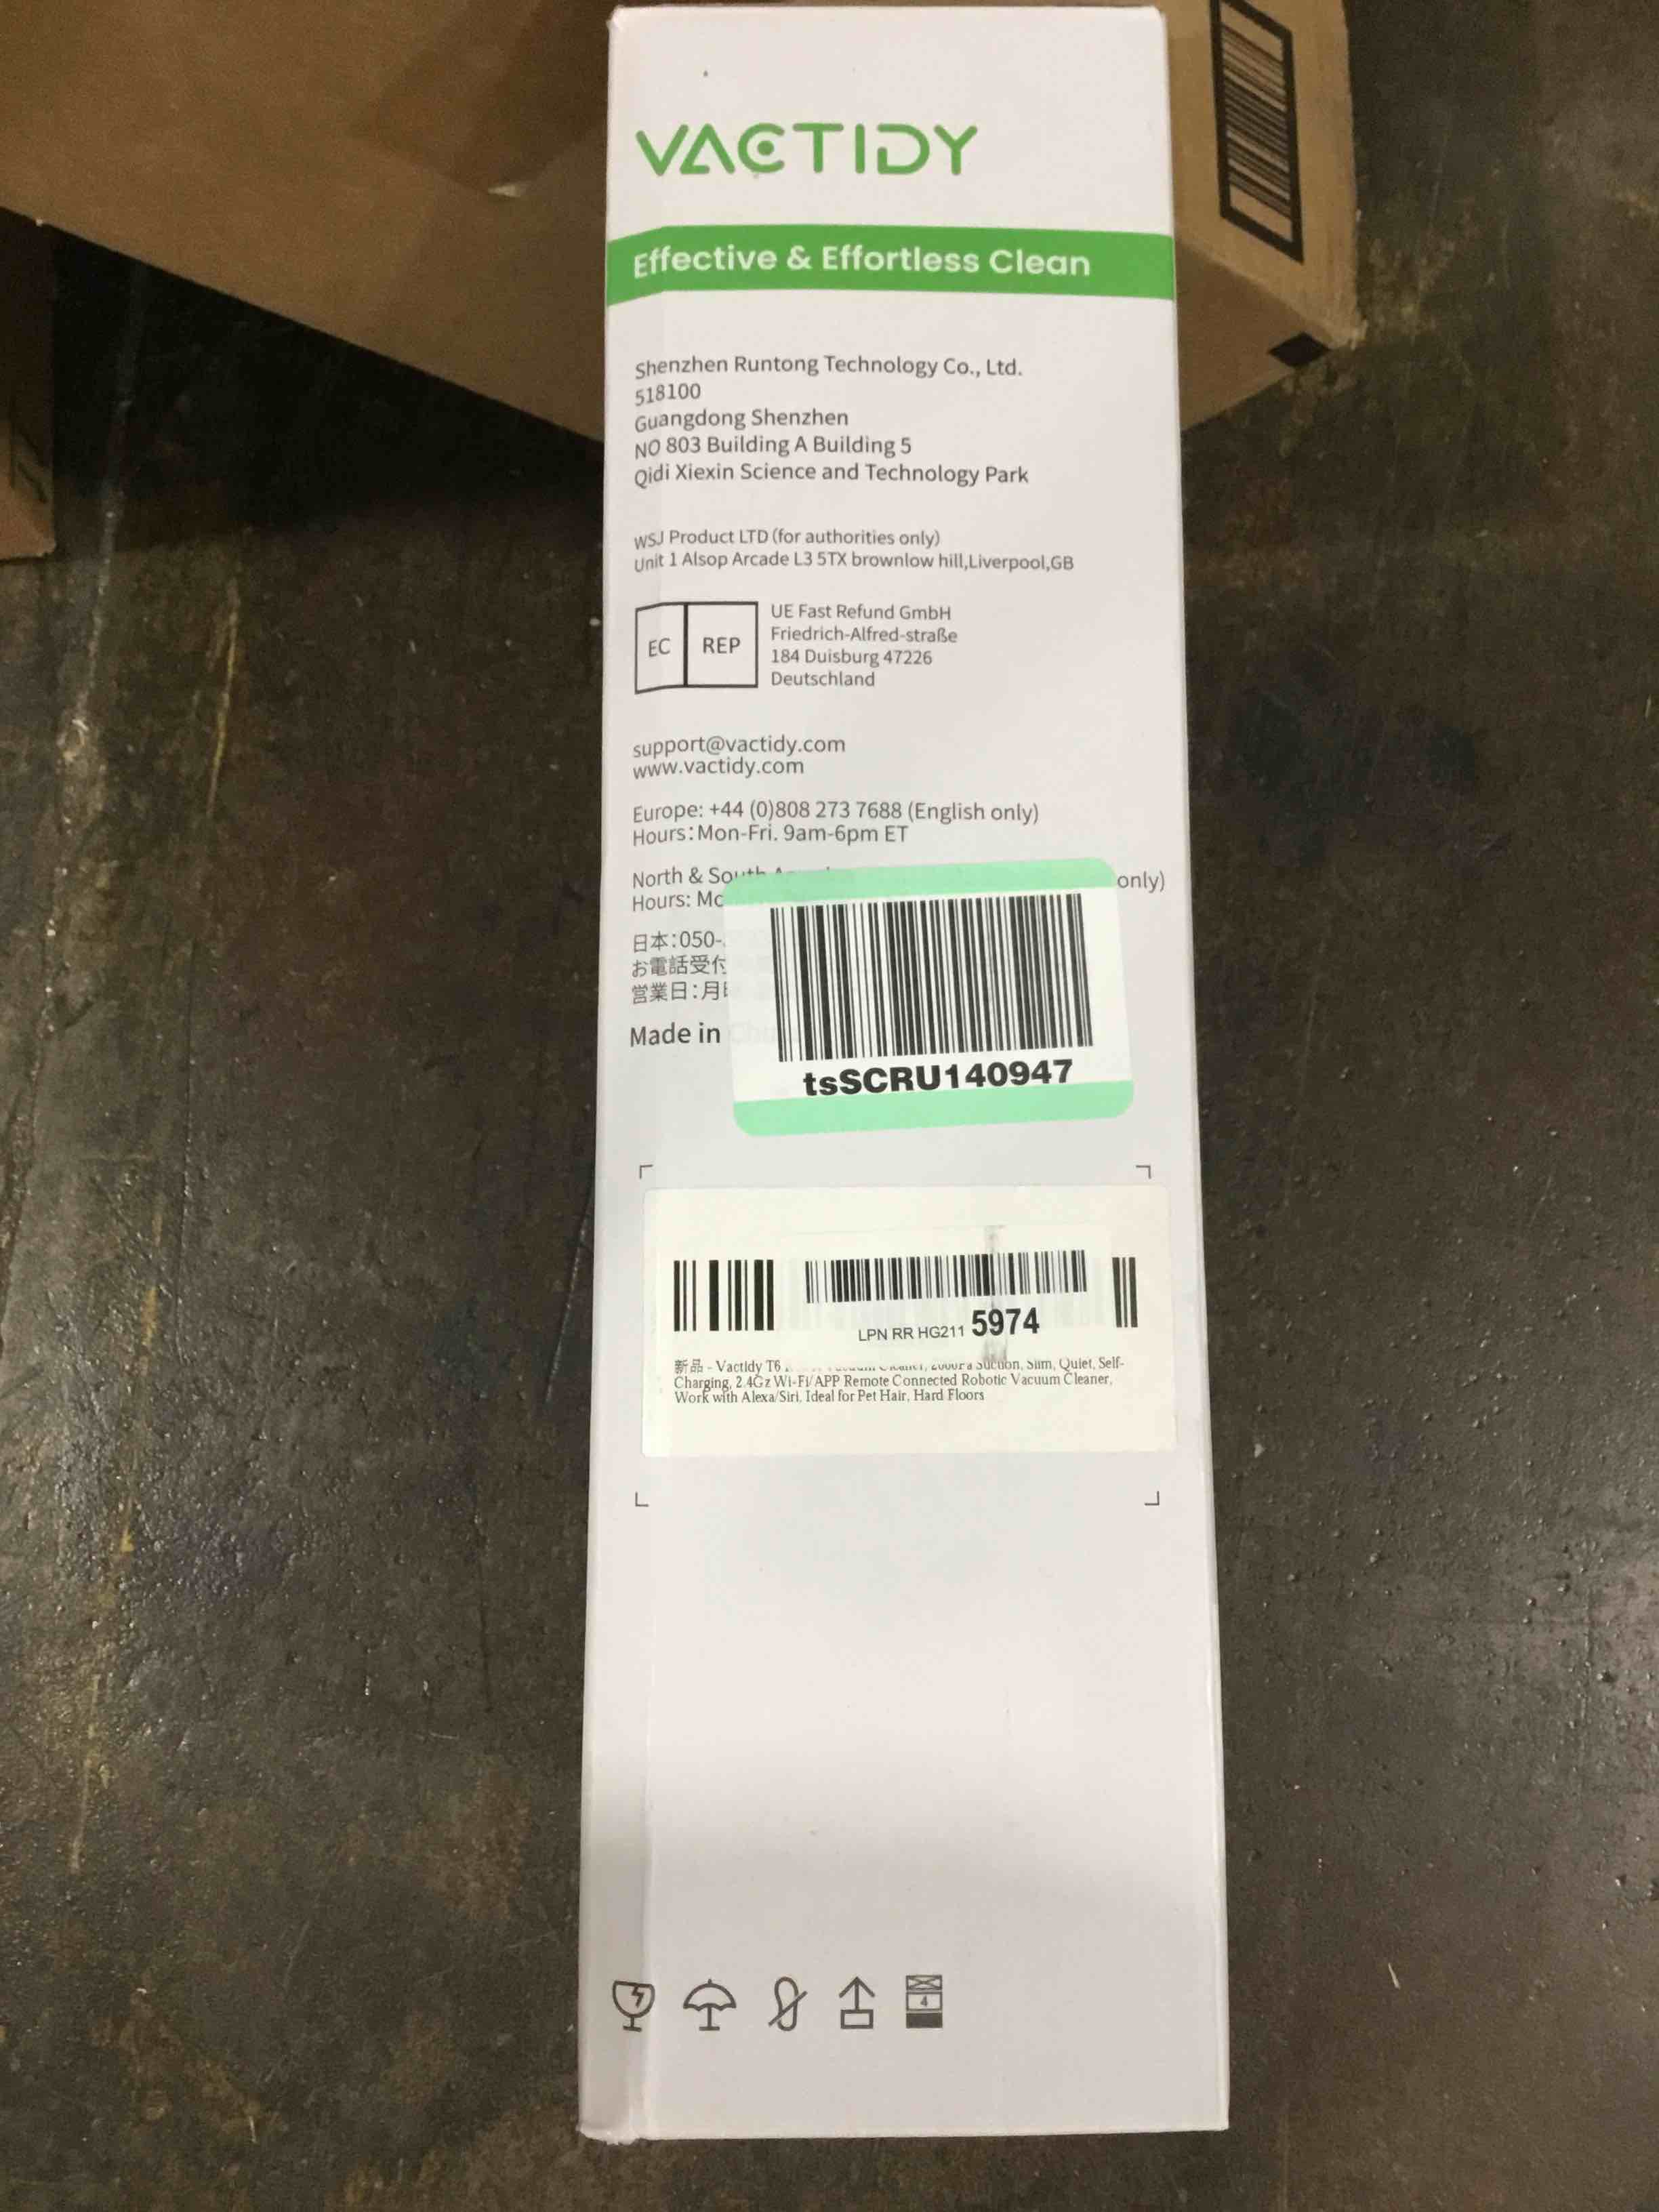 VACTIDY
Effective & Effortless Clean
Shenzhen Runtong Technology Co., Ltd.
518100
Guangdong Shenzhen
NO 803 Building A Building 5
Qidi Xiexin Science and Technology Park
WSJ Product LTD (for authorities only)
Unit 1 Alsop Arcade L3 5TX brownlow hill,Liverpool,GB
EC REP
UE Fast Refund GmbH
Friedrich-Alfred-straße
184 Duisburg 47226
Deutschland
support@vactidy.com
www.vactidy.com
Europe: +44 (0)808 273 7688 (English only)
Hours:Mon-Fri. 9am-6pm ET
North & South only)
Hours:
日本:050-
お電話受付
営業日:月
Made in
tsSCRU140947
LPN RR HG211 5974
新品 - Vactidy T6 Suction, Slim, Quiet, Self-
Charging, 2.4Gz Wi-Fi/APP Remote Connected Robotic Vacuum Cleaner,
Work with Alexa/Siri, Ideal for Pet Hair, Hard Floors
4